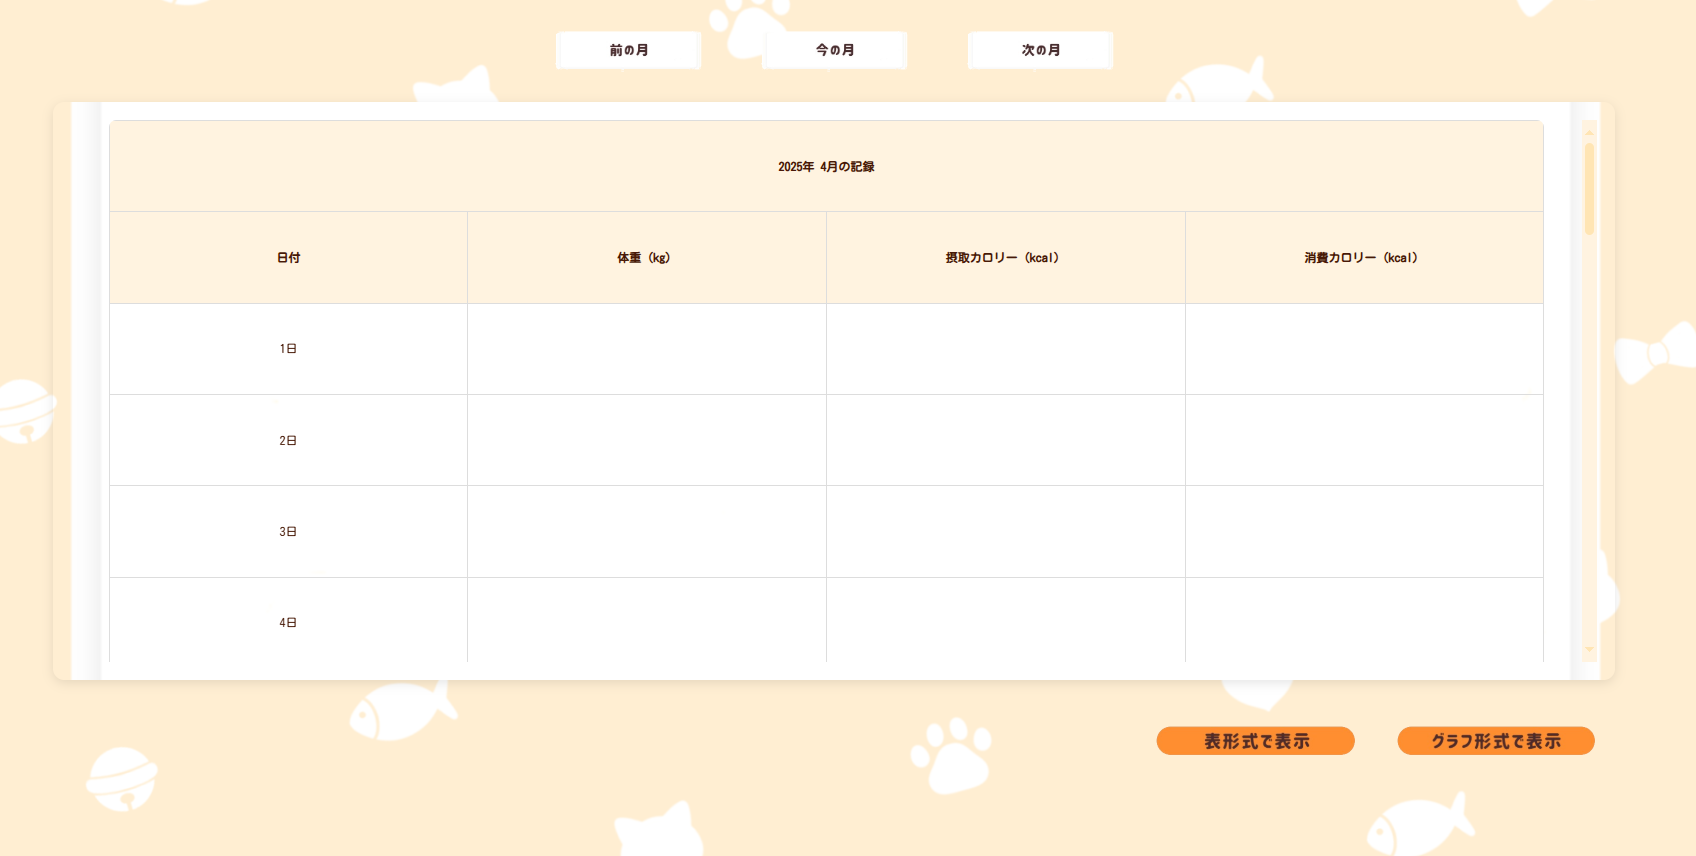 前の月 今の月 次の月
2025年 4月の記録
日付 体重（kg） 摂取カロリー（kcal） 消費カロリー（kcal）
1日
2日
3日
4日
表形式で表示 グラフ形式で表示